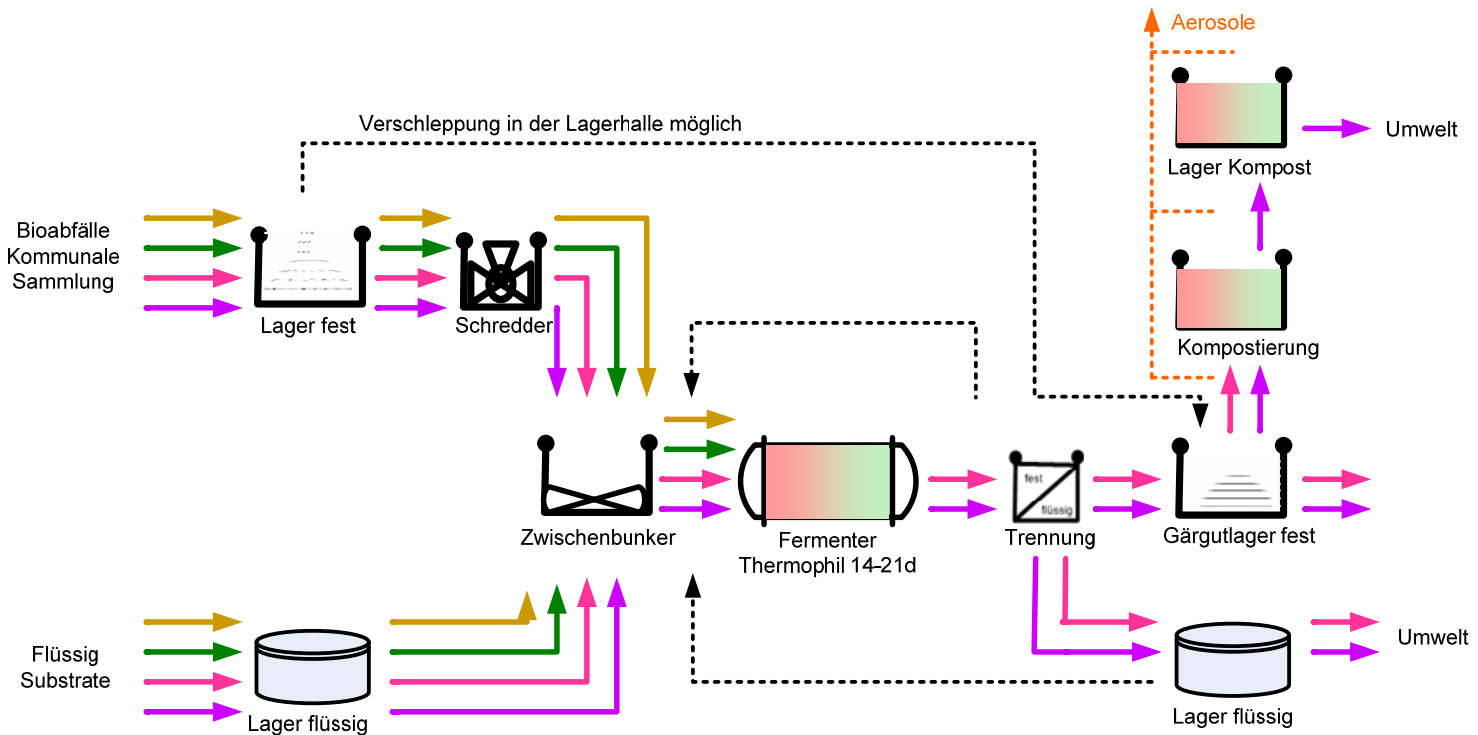 Aerosole
Verschleppung in der Lagerhalle möglich
Umwelt
Lager Kompost
Bioabfälle
Kommunale
Sammlung
Lager fest
Schredder
Kompostierung
fest
flüssig
Zwischenbunker
Fermenter
Thermophil 14-21d
Trennung
Gärgutlager fest
Flüssig
Substrate
Lager flüssig
Umwelt
Lager flüssig